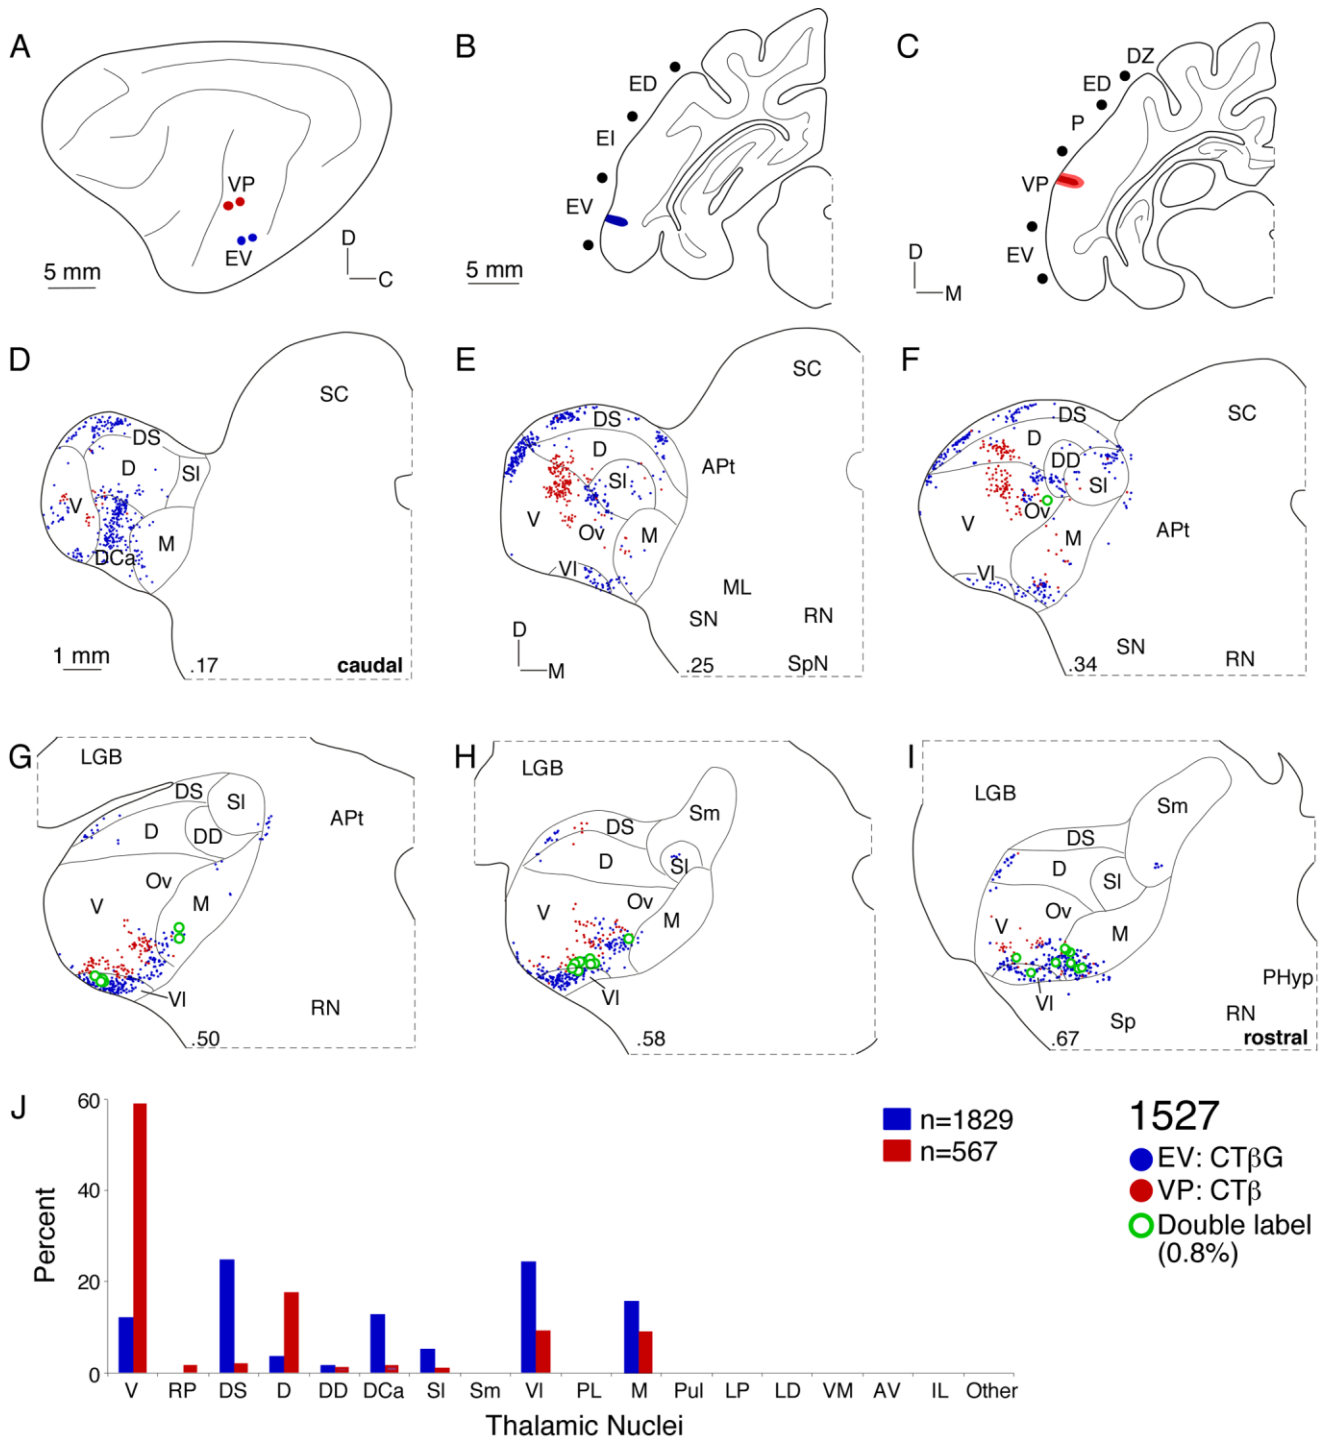 A
VP
EV
5 mm
D
C
B
ED
EI
EV
5 mm
C
DZ
ED
P
VP
EV
D
M
D
SC
DS
D
SI
V
M
DCa
1 mm
.17
caudal
E
SC
DS
D
APt
SI
V
Ov
M
VI
ML
SN
RN
D
M
.25
SpN
F
SC
DS
D
DD
SI
V
Ov
M
APt
VI
SN
RN
.34
G
LGB
DS
SI
D
DD
APt
Ov
V
M
VI
RN
.50
H
LGB
Sm
DS
D
SI
Ov
V
M
VI
.58
I
LGB
Sm
DS
D
SI
Ov
V
M
VI
PHyp
Sp
RN
.67
rostral
J
60
40
20
0
Percent
V RP DS D DD DCa SI Sm VI PL M Pul LP LD VM AV IL Other
Thalamic Nuclei
n=1829
n=567
1527
EV: CTβG
VP: CTβ
Double label
(0.8%)